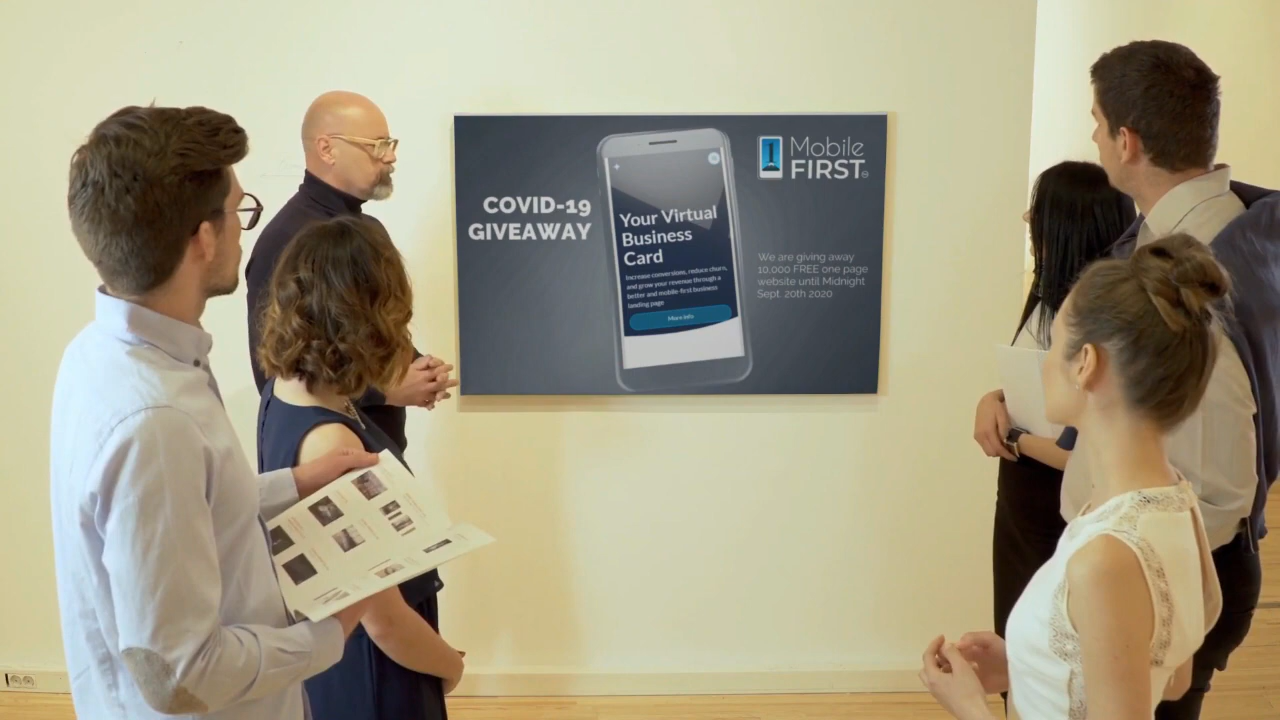 COVID-19
GIVEAWAY
Your Virtual
Business
Card
Increase conversions, reduce churn,
and grow your revenue through a
better and mobile-first business
landing page
More Info
1
Mobile
FIRST
We are giving away
10,000 FREE one page
website until Midnight
Sept. 20th 2020